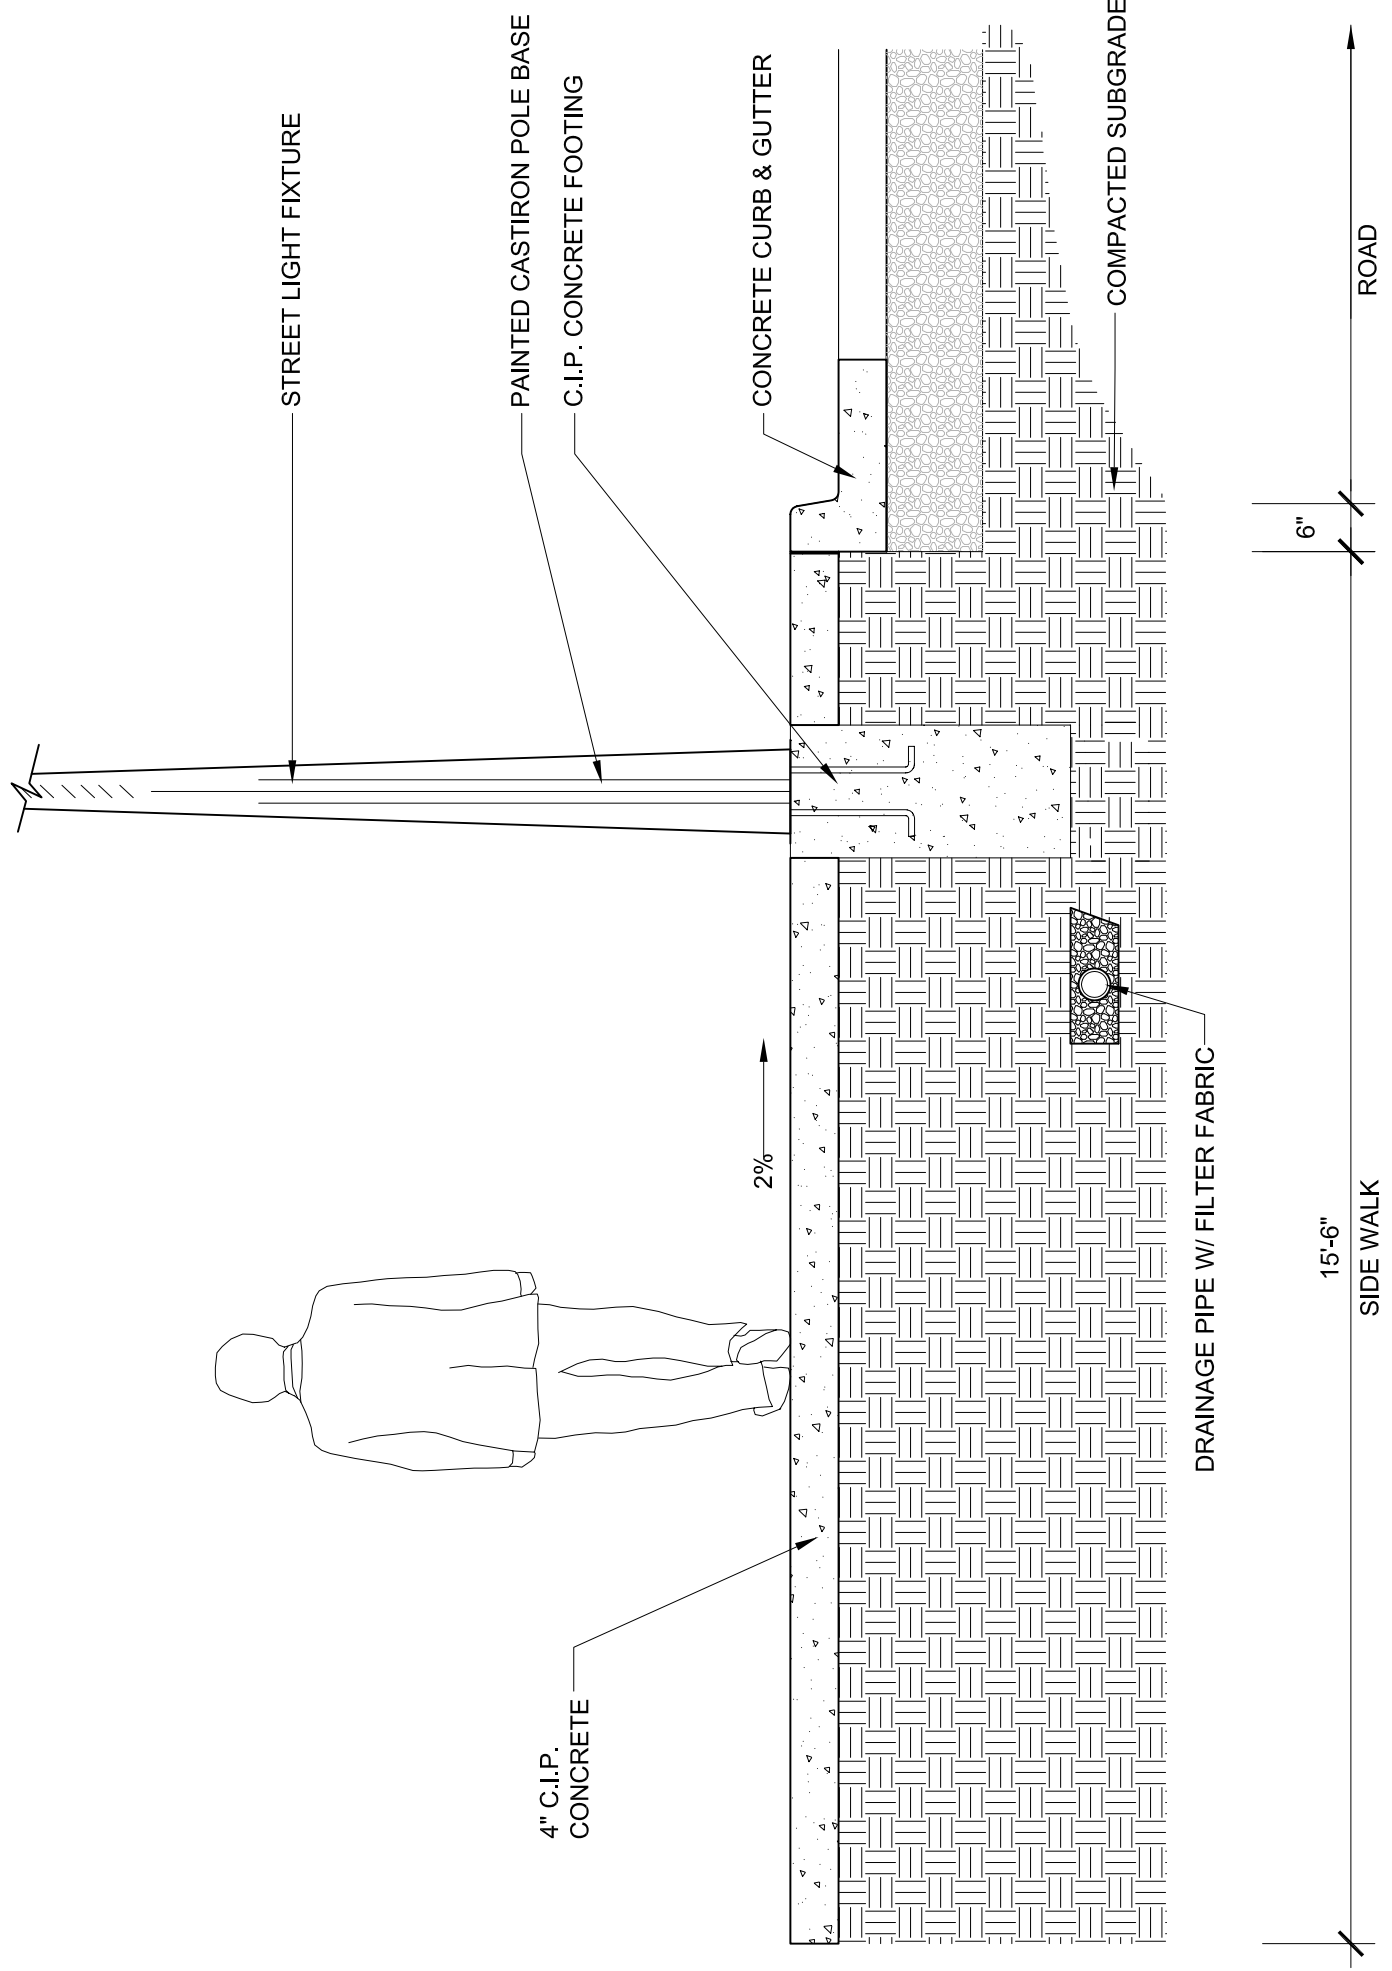 STREET LIGHT FIXTURE
PAINTED CASTIRON POLE BASE
C.I.P. CONCRETE FOOTING
4" C.I.P.
CONCRETE
CONCRETE CURB & GUTTER
2%
COMPACTED SUBGRADE
DRAINAGE PIPE W/ FILTER FABRIC
6"
15'-6"
SIDE WALK
ROAD